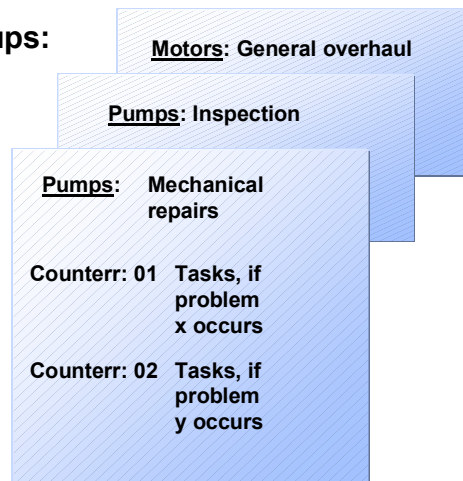 ups:
Motors: General overhaul
Pumps: Inspection
Pumps: Mechanical
repairs
Counterr: 01 Tasks, if
problem
x occurs
Counterr: 02 Tasks, if
problem
y occurs